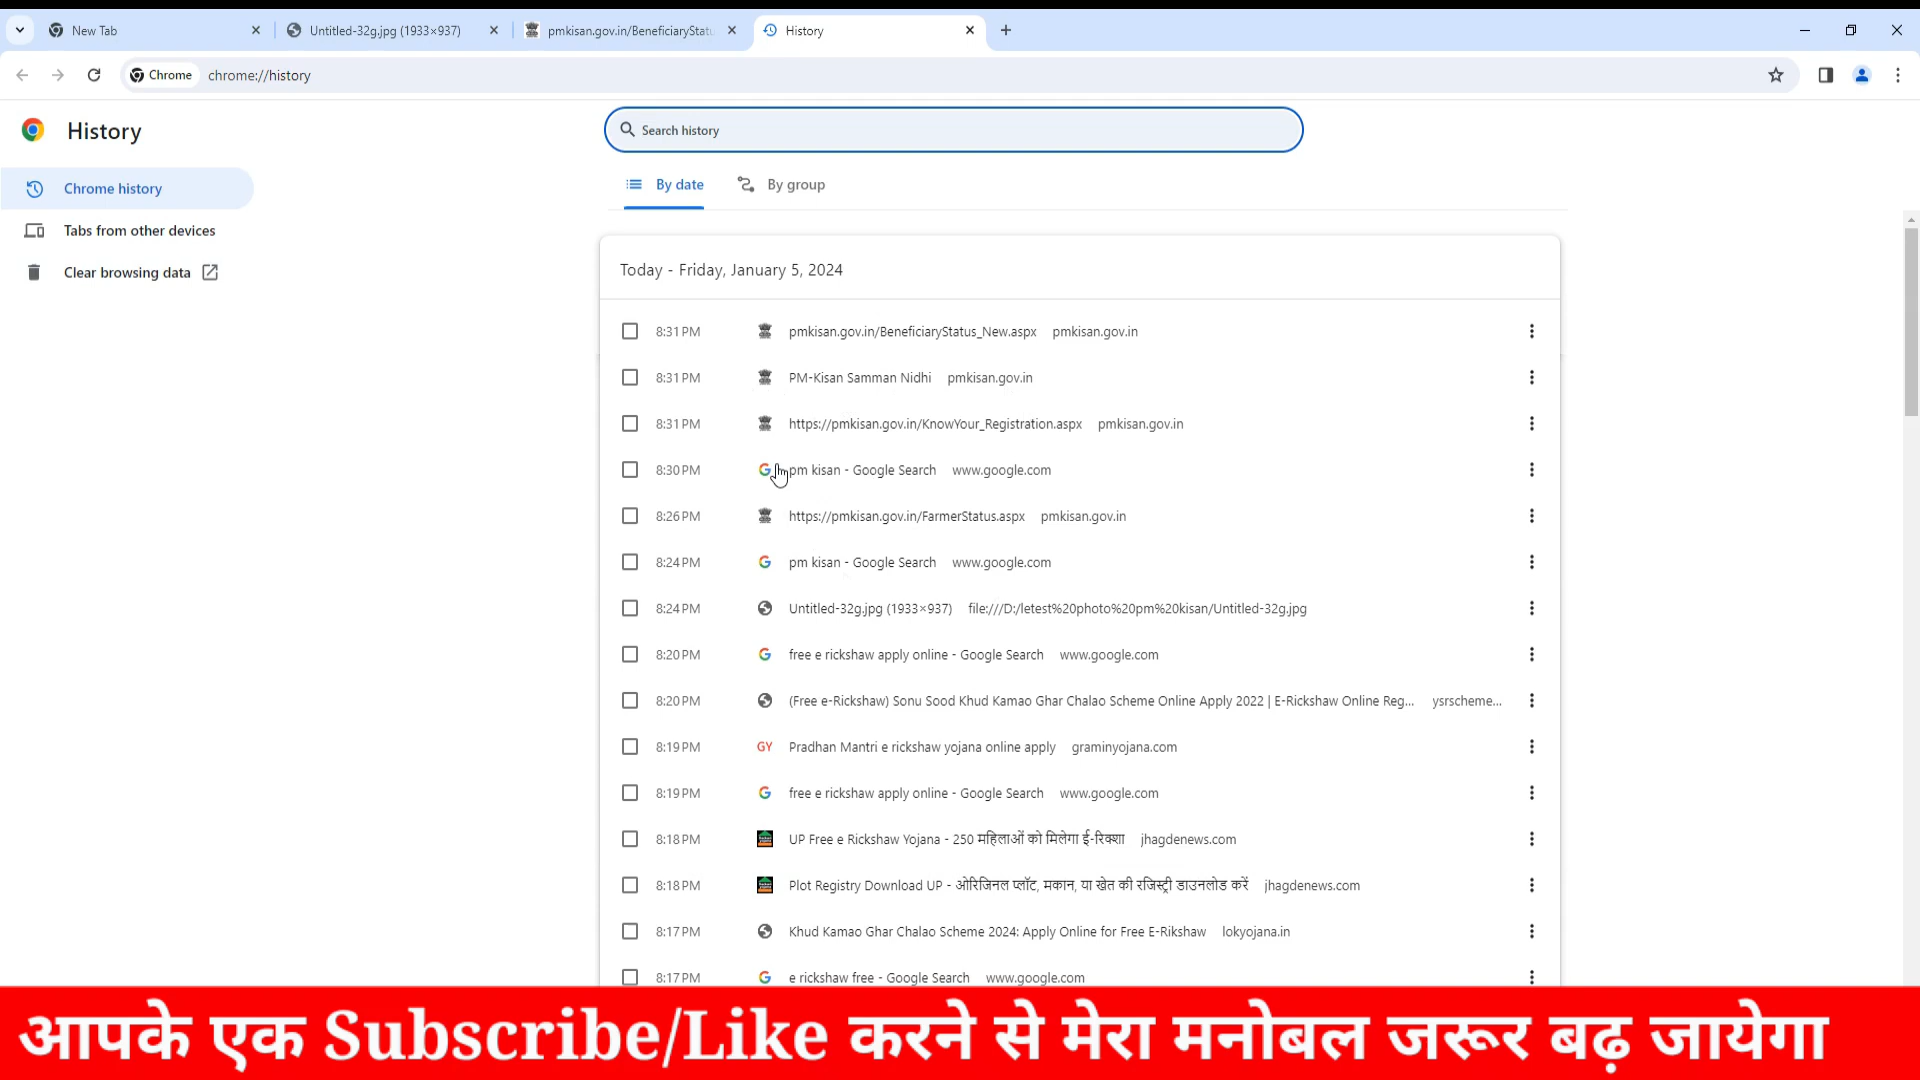 New Tab
Untitled-32g.jpg (1933×937)
pmkisan.gov.in/BeneficiaryStatu
History
Chrome
chrome://history
History
Search history
Chrome history
Tabs from other devices
Clear browsing data
By date
By group
Today - Friday, January 5, 2024
8:31 PM pmkisan.gov.in/BeneficiaryStatus_New.aspx pmkisan.gov.in
8:31 PM PM-Kisan Samman Nidhi pmkisan.gov.in
8:31 PM https://pmkisan.gov.in/KnowYour_Registration.aspx pmkisan.gov.in
8:30 PM pm kisan - Google Search www.google.com
8:26 PM https://pmkisan.gov.in/FarmerStatus.aspx pmkisan.gov.in
8:24 PM pm kisan - Google Search www.google.com
8:24 PM Untitled-32g.jpg (1933×937) file:///D:/letest%20photo%20pm%20kisan/Untitled-32g.jpg
8:20 PM free e rickshaw apply online - Google Search www.google.com
8:20 PM (Free e-Rickshaw) Sonu Sood Khud Kamao Ghar Chalao Scheme Online Apply 2022 | E-Rickshaw Online Reg... ysrscheme...
8:19 PM GY Pradhan Mantri e rickshaw yojana online apply graminyojana.com
8:19 PM free e rickshaw apply online - Google Search www.google.com
8:18 PM UP Free e Rickshaw Yojana - 250 महिलाओं को मिलेगा ई-रिक्शा jhagdenews.com
8:18 PM Plot Registry Download UP - ओरिजिनल प्लॉट, मकान, या खेत की रजिस्ट्री डाउनलोड करें jhagdenews.com
8:17 PM Khud Kamao Ghar Chalao Scheme 2024: Apply Online for Free E-Rikshaw lokyojana.in
8:17 PM e rickshaw free - Google Search www.google.com
आपके एक Subscribe/Like करने से मेरा मनोबल जरूर बढ़ जायेगा